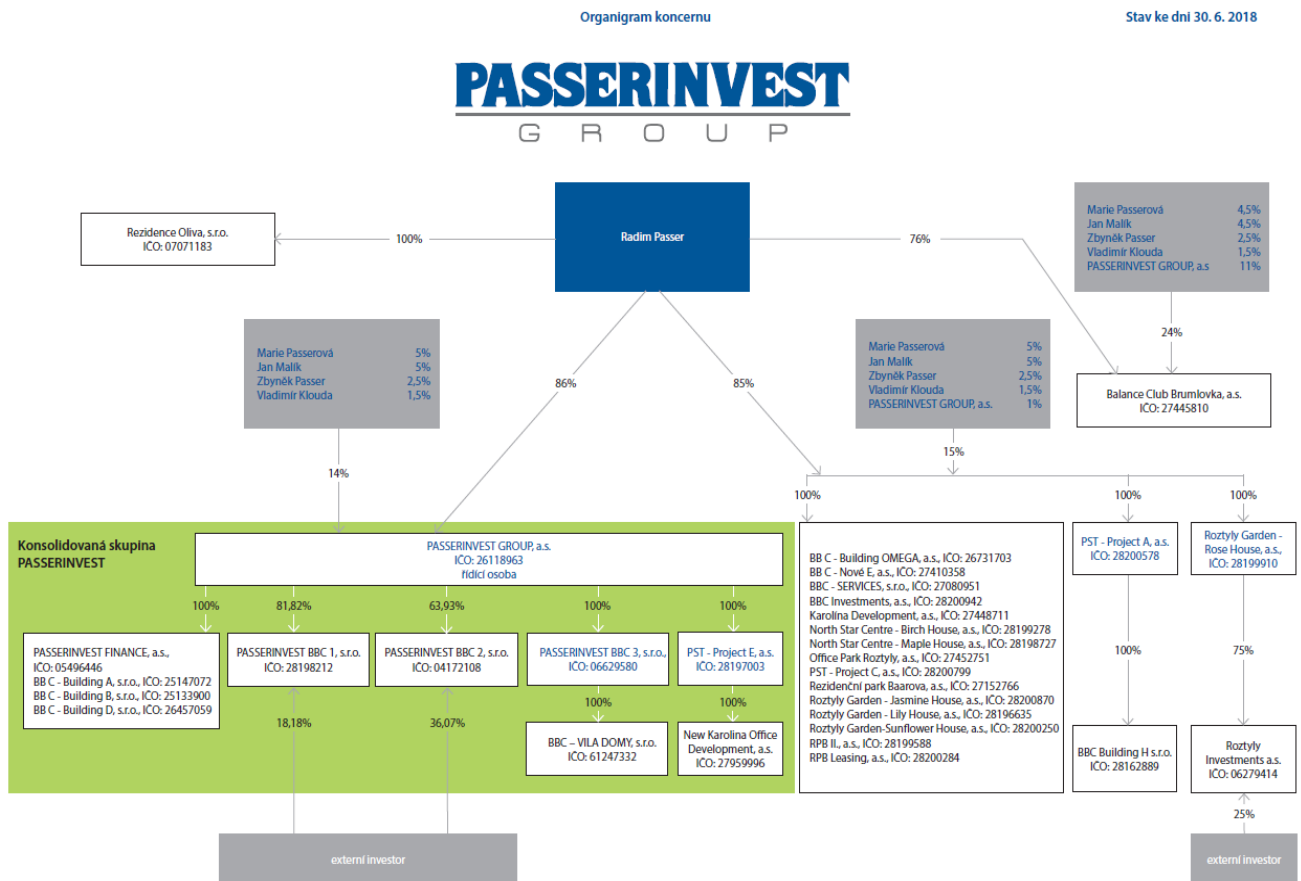 Organigram koncernu
Stav ke dni 30. 6. 2018
PASSERINVEST
GROUP
Rezidence Oliva, s.r.o.
IČO: 07071183
100%
Radim Passer
76%
Marie Passerová 4,5%
Jan Malík 4,5%
Zbyněk Passer 2,5%
Vladimír Klouda 1,5%
PASSERINVEST GROUP, a.s 11%
24%
Balance Club Brumlovka, a.s.
IČO: 27445810
Marie Passerová 5%
Jan Malík 5%
Zbyněk Passer 2,5%
Vladimír Klouda 1,5%
14%
86%
85%
Marie Passerová 5%
Jan Malík 5%
Zbyněk Passer 2,5%
Vladimír Klouda 1,5%
PASSERINVEST GROUP, a.s. 1%
15%
100%
100%
100%
Konsolidovaná skupina
PASSERINVEST
PASSERINVEST GROUP, a.s.
IČO: 26118963
řídící osoba
100%
81,82%
63,93%
100%
100%
PASSERINVEST FINANCE, a.s.,
IČO: 05496446
BB C - Building A, s.r.o., IČO: 25147072
BB C - Building B, s.r.o., IČO: 25133900
BB C - Building D, s.r.o., IČO: 26457059
PASSERINVEST BBC 1, s.r.o.
IČO: 28198212
PASSERINVEST BBC 2, s.r.o.
IČO: 04172108
PASSERINVEST BBC 3, s.r.o.,
IČO: 06629580
PST - Project E, a.s.
IČO: 28197003
18,18%
36,07%
100%
100%
BBC – VILA DOMY, s.r.o.
IČO: 61247332
New Karolina Office
Development, a.s.
IČO: 27959996
BB C - Building OMEGA, a.s., IČO: 26731703
BB C - Nové E, a.s., IČO: 27410358
BBC - SERVICES, s.r.o., IČO: 27080951
BBC Investments, a.s., IČO: 28200942
Karolína Development, a.s., IČO: 27448711
North Star Centre - Birch House, a.s., IČO: 28199278
North Star Centre - Maple House, a.s., IČO: 28198727
Office Park Roztyly, a.s., IČO: 27452751
PST - Project C, a.s., IČO: 28200799
Rezidenční park Baarova, a.s., IČO: 27152766
Roztyly Garden - Jasmine House, a.s., IČO: 28200870
Roztyly Garden - Lily House, a.s., IČO: 28196635
Roztyly Garden-Sunflower House, a.s., IČO: 28200250
RPB II., a.s., IČO: 28199588
RPB Leasing, a.s., IČO: 28200284
PST - Project A, a.s.
IČO: 28200578
Roztyly Garden -
Rose House, a.s.,
IČO: 28199910
100%
75%
BBC Building H s.r.o.
IČO: 28162889
Roztyly
Investments a.s.
IČO: 06279414
25%
externí investor
externí investor